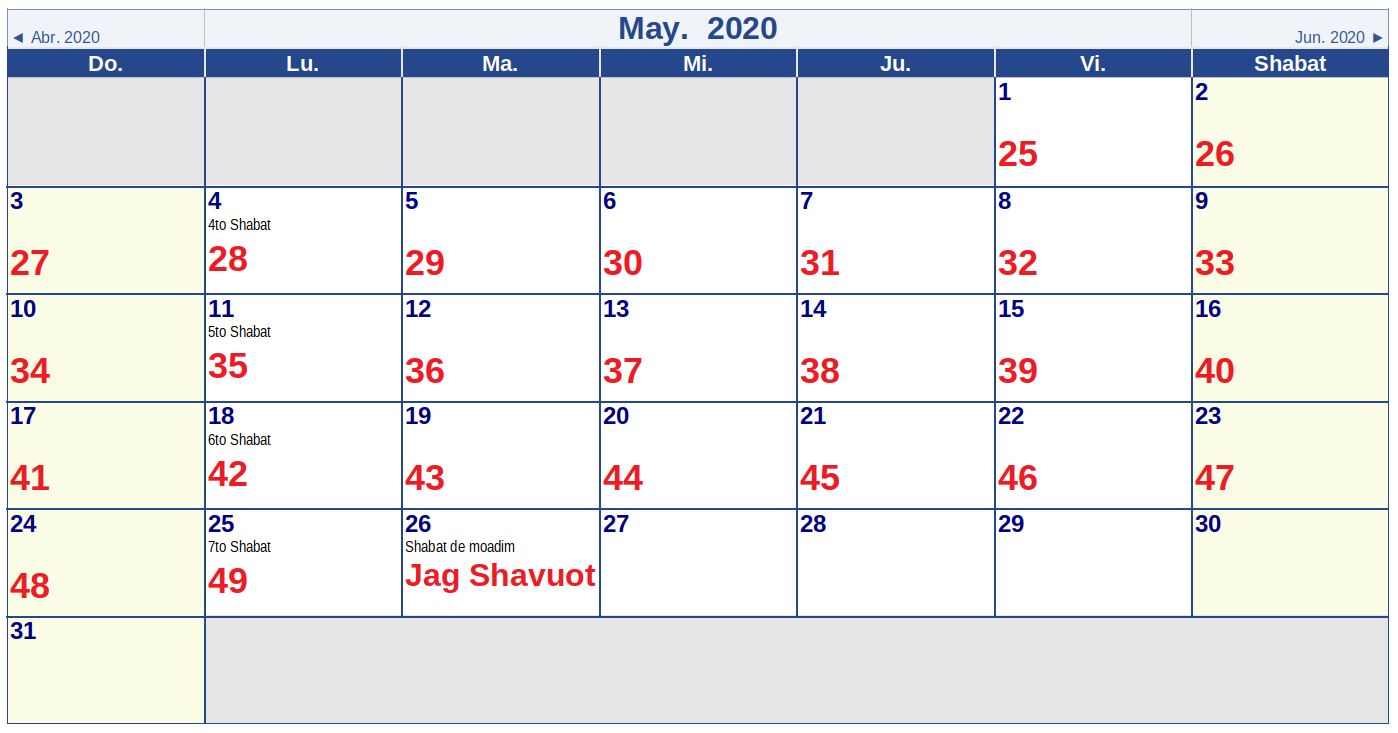 May.  2020
◄ Abr. 2020
Jun. 2020 ►
Do. Lu. Ma. Mi. Ju. Vi. Shabat
1 2
25 26
3 4 5 6 7 8 9
4to Shabat
27 28 29 30 31 32 33
10 11 12 13 14 15 16
5to Shabat
34 35 36 37 38 39 40
17 18 19 20 21 22 23
6to Shabat
41 42 43 44 45 46 47
24 25 26 27 28 29 30
7to Shabat Shabat de moadim
48 49 Jag Shavuot
31